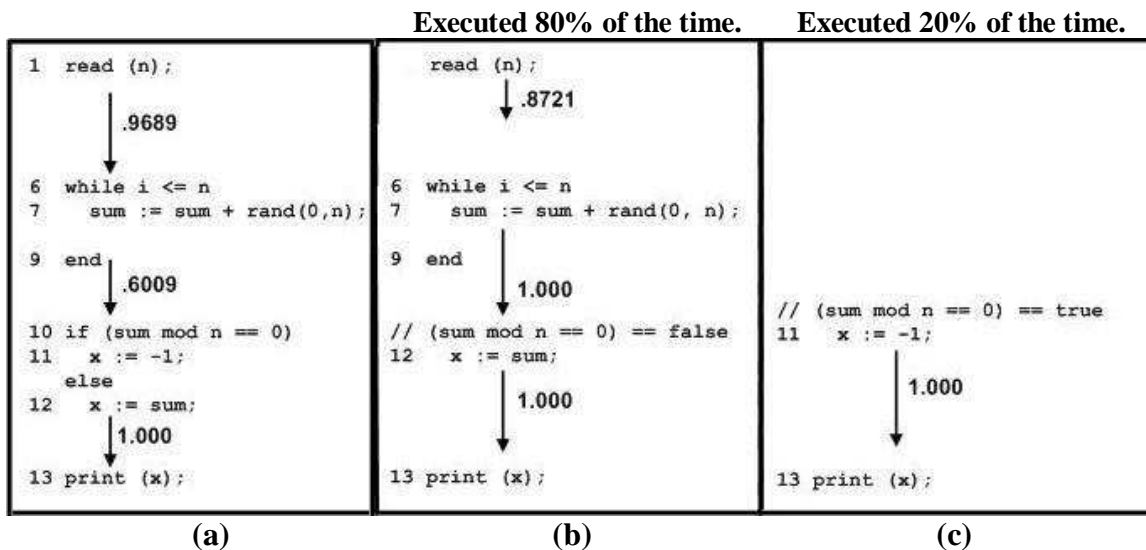 Executed 80% of the time.
Executed 20% of the time.
1 read (n);
.9689
6 while i <= n
7 sum := sum + rand(0,n);
9 end
.6009
10 if (sum mod n == 0)
11 x := -1;
else
12 x := sum;
1.000
13 print (x);
(a)
read (n);
.8721
6 while i <= n
7 sum := sum + rand(0, n);
9 end
1.000
// (sum mod n == 0) == false
12 x := sum;
1.000
13 print (x);
(b)
// (sum mod n == 0) == true
11 x := -1;
1.000
13 print (x);
(c)